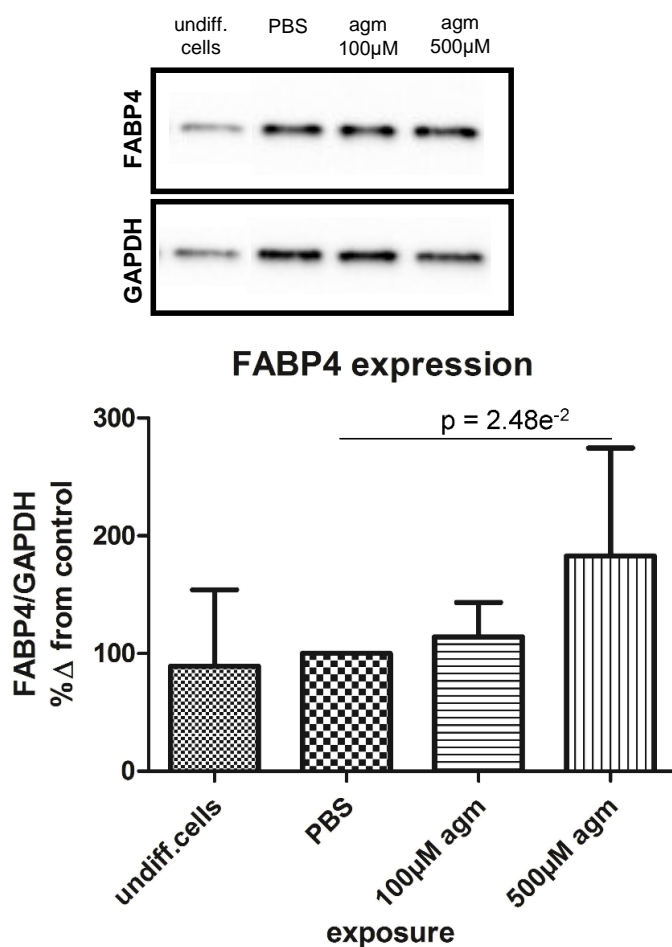 undiff. cells PBS agm 100µM agm 500µM
FABP4
GAPDH
FABP4 expression
FABP4/GAPDH
%Δ from control
300
200
100
0
p = 2.48e-2
undiff.cells
PBS
100µM agm
500µM agm
exposure